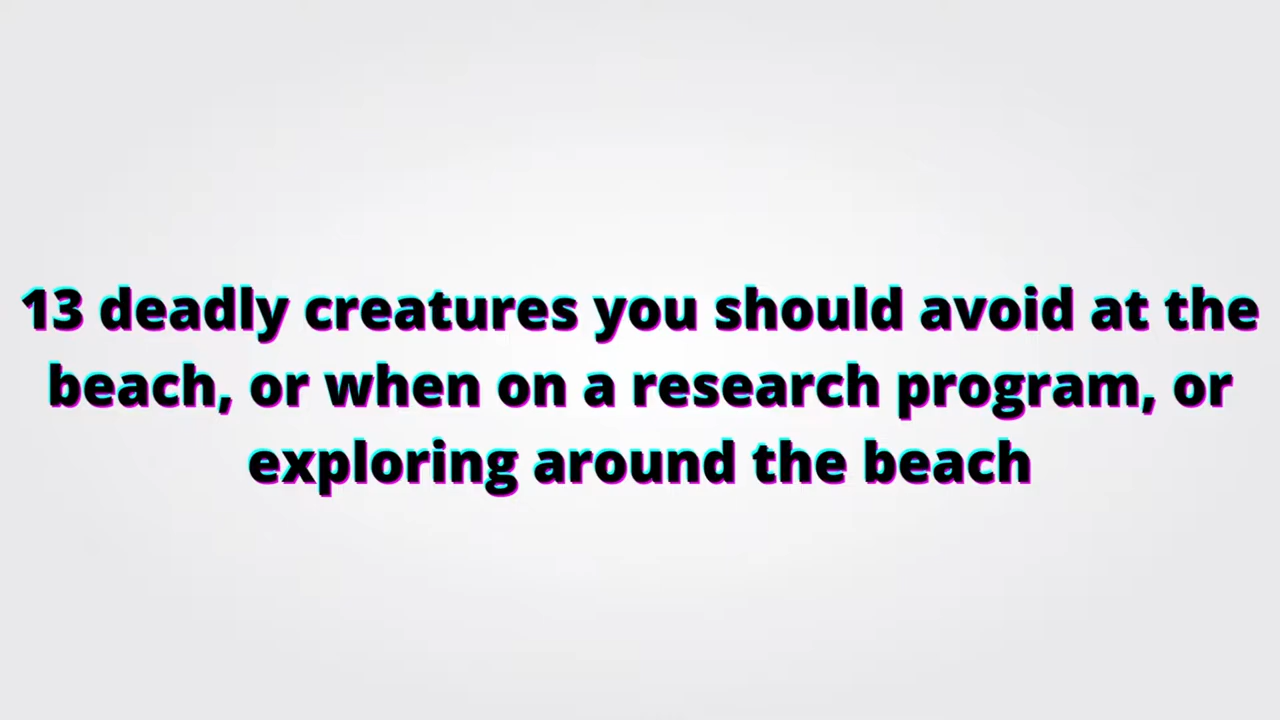 13 deadly creatures you should avoid at the
beach, or when on a research program, or
exploring around the beach